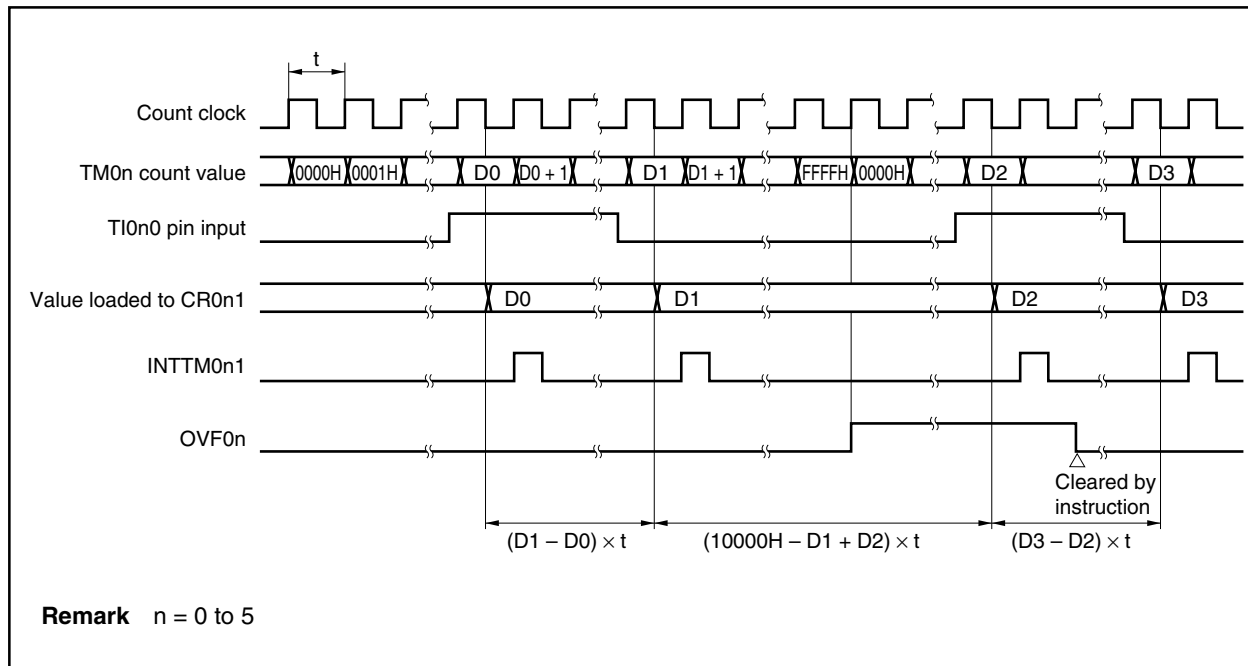 t
Count clock
TM0n count value 0000H 0001H D0 D0 + 1 D1 D1 + 1 FFFFH 0000H D2 D3
TI0n0 pin input
Value loaded to CR0n1 D0 D1 D2 D3
INTTM0n1
OVF0n
Cleared by
instruction
(D1 – D0) × t (10000H – D1 + D2) × t (D3 – D2) × t
Remark n = 0 to 5